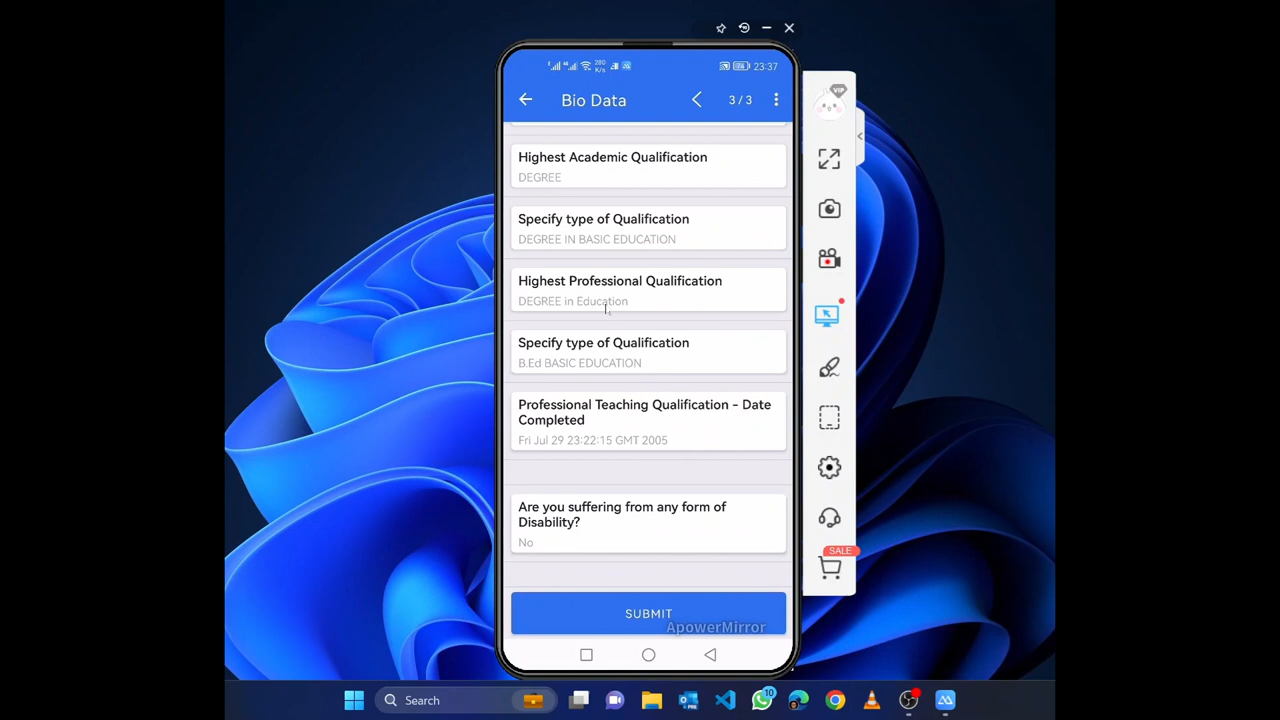 280
K/s
23:37
Bio Data
3 / 3
VIP
Highest Academic Qualification
DEGREE
Specify type of Qualification
DEGREE IN BASIC EDUCATION
Highest Professional Qualification
DEGREE in Education
Specify type of Qualification
B.Ed BASIC EDUCATION
Professional Teaching Qualification - Date
Completed
Fri Jul 29 23:22:15 GMT 2005
Are you suffering from any form of
Disability?
No
SALE
SUBMIT
ApowerMirror
Search
10